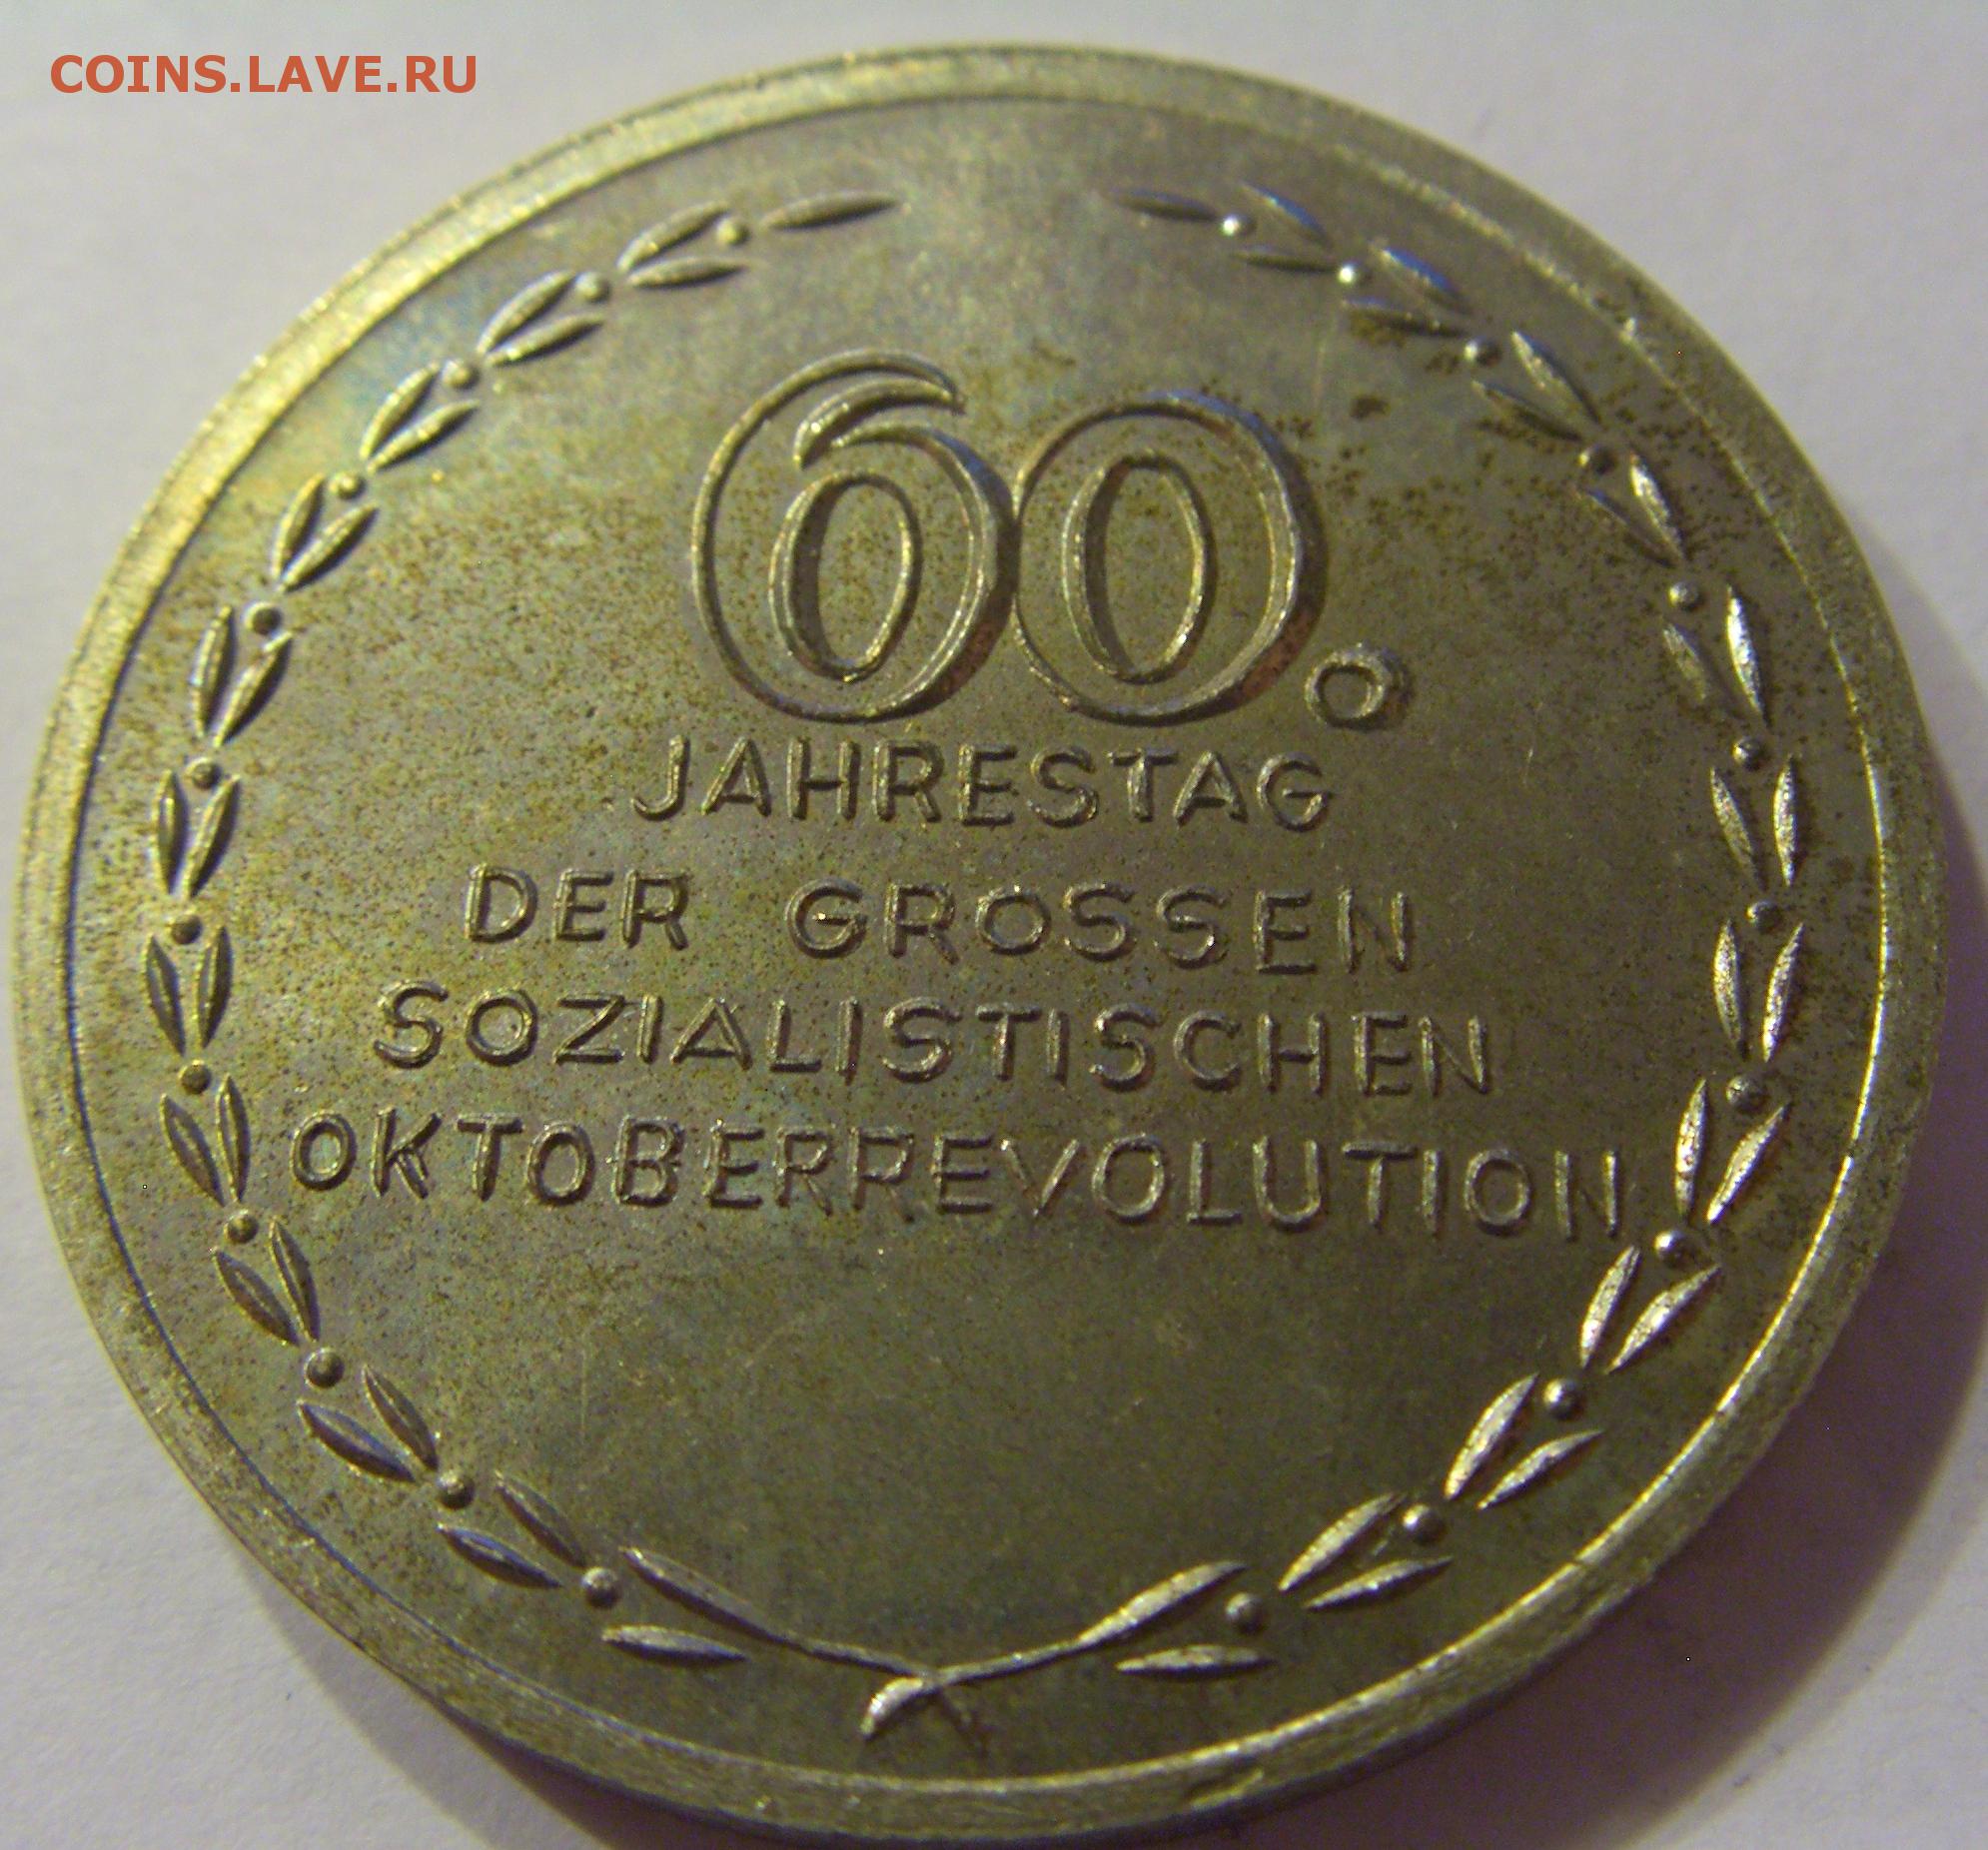 COINS.LAVE.RU
60.
JAHRESTAG
DER GROSSEN
SOZIALISTISCHEN
OKTOBERREVOLUTION